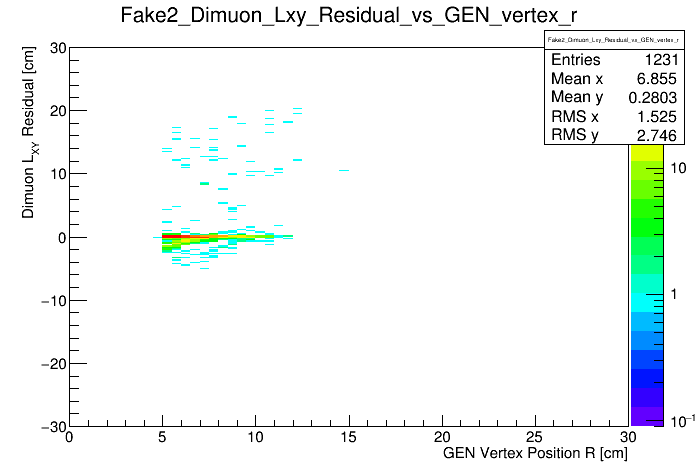 Fake2_Dimuon_Lxy_Residual_vs_GEN_vertex_r
Fake2_Dimuon_Lxy_Residual_vs_GEN_vertex_r
Entries 1231
Mean x 6.855
Mean y 0.2803
RMS x 1.525
RMS y 2.746
Dimuon L_XY Residual [cm]
30
20
10
0
−10
−20
−30
0 5 10 15 20 25 30
GEN Vertex Position R [cm]
10
1
10⁻¹